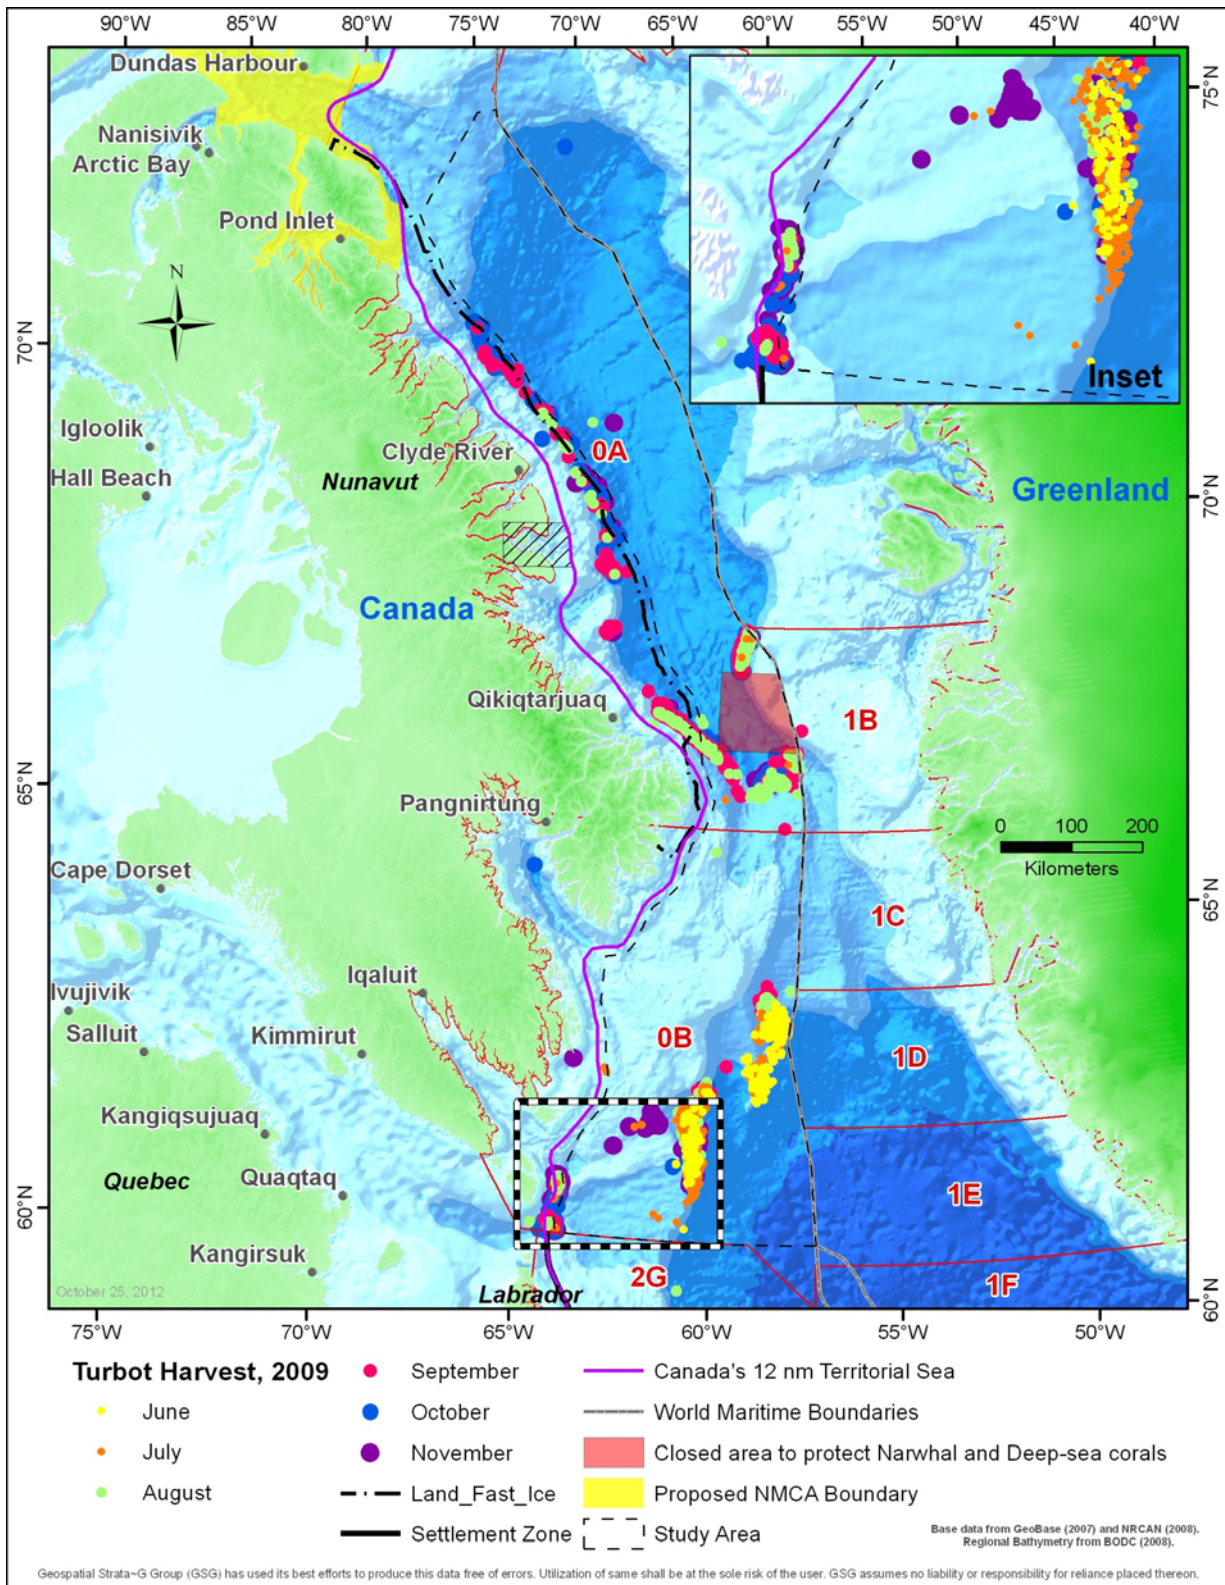 90°W 85°W 80°W 75°W 70°W 65°W 60°W 55°W 50°W 45°W 40°W
Dundas Harbour
75°N
Nanisivik
Arctic Bay
Pond Inlet
N
70°N
Inset
Igloolik
Clyde River
0A
Hall Beach
Nunavut
Greenland
70°N
Canada
Qikiqtarjuaq
1B
65°N
Pangnirtung
0 100 200
Kilometers
Cape Dorset
65°N
1C
Iqaluit
Ivujivik
Salluit
Kimmirut
0B
1D
Kangiqsujuaq
Quebec
Quaqtaq
1E
60°N
Kangirsuk
2G
1F
October 25, 2012
Labrador
60°N
75°W 70°W 65°W 60°W 55°W 50°W
Turbot Harvest, 2009
June
July
August
September
October
November
Land_Fast_Ice
Settlement Zone
Canada's 12 nm Territorial Sea
World Maritime Boundaries
Closed area to protect Narwhal and Deep-sea corals
Proposed NMCA Boundary
Study Area
Base data from GeoBase (2007) and NRCAN (2008).
Regional Bathymetry from BODC (2008).
Geospatial Strata~G Group (GSG) has used its best efforts to produce this data free of errors. Utilization of same shall be at the sole risk of the user. GSG assumes no liability or responsibility for reliance placed thereon.